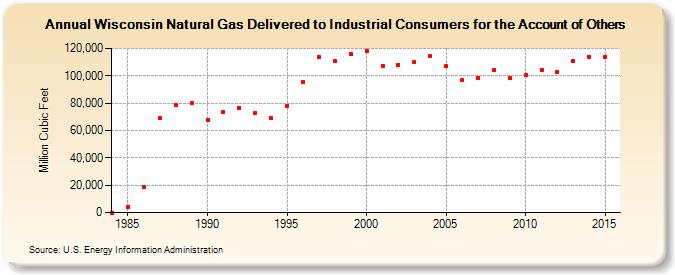 Annual Wisconsin Natural Gas Delivered to Industrial Consumers for the Account of Others
Million Cubic Feet
120,000
100,000
80,000
60,000
40,000
20,000
0
1985 1990 1995 2000 2005 2010 2015
Source: U.S. Energy Information Administration